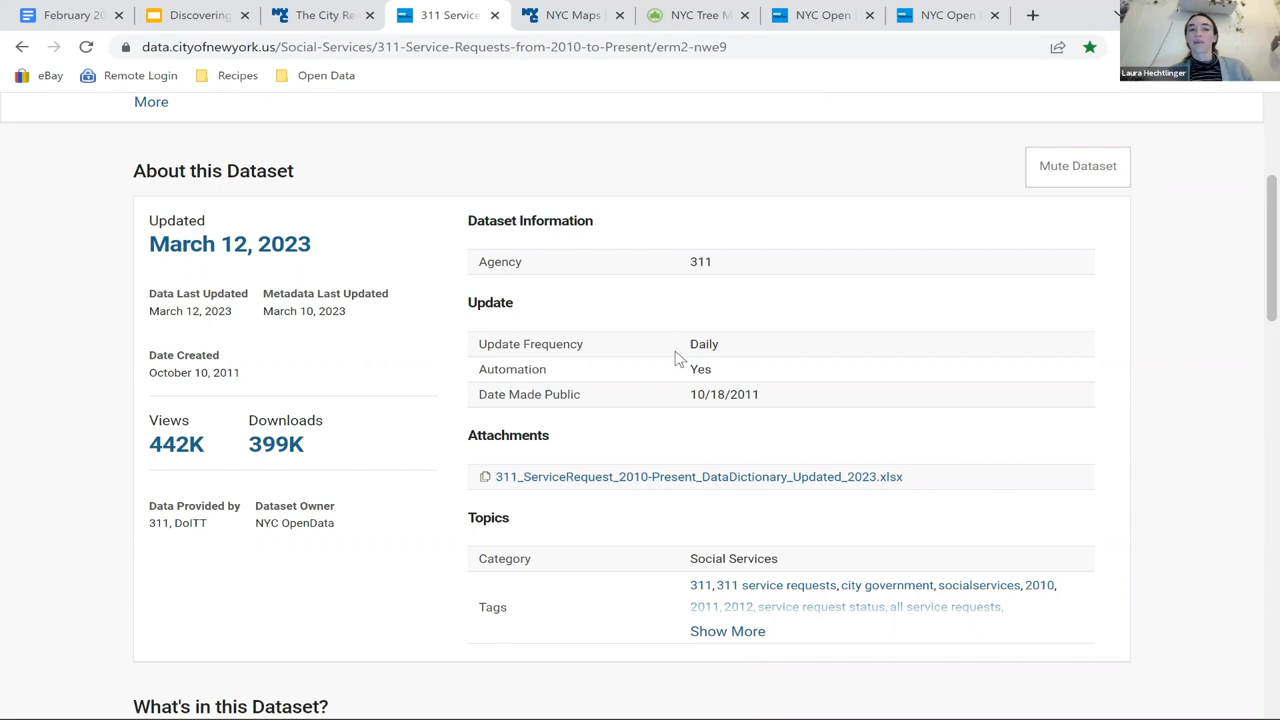 February 20
Discovering
The City Re
311 Service
NYC Maps |
NYC Tree M
NYC Open
NYC Open
data.cityofnewyork.us/Social-Services/311-Service-Requests-from-2010-to-Present/erm2-nwe9
eBay
Remote Login
Recipes
Open Data
Laura Hechtlinger
More
About this Dataset
Mute Dataset
Updated
March 12, 2023
Data Last Updated
Metadata Last Updated
March 12, 2023
March 10, 2023
Date Created
October 10, 2011
Views
Downloads
442K
399K
Data Provided by
Dataset Owner
311, DoITT
NYC OpenData
Dataset Information
Agency
311
Update
Update Frequency
Daily
Automation
Yes
Date Made Public
10/18/2011
Attachments
311_ServiceRequest_2010-Present_DataDictionary_Updated_2023.xlsx
Topics
Category
Social Services
Tags
311, 311 service requests, city government, socialservices, 2010,
2011, 2012, service request status, all service requests,
Show More
What's in this Dataset?